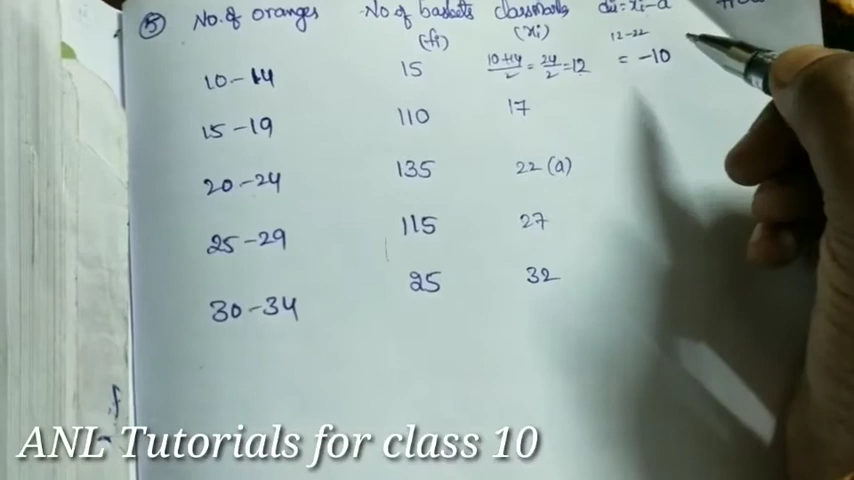 ⑤ No. of oranges No. of baskets classmarks di = xi - a
(fi) (xi) 12-22
10-14 15 10+14/2 = 24/2 = 12 = -10
15-19 110 17
20-24 135 22 (a)
25-29 115 27
30-34 25 32
ANL Tutorials for class 10